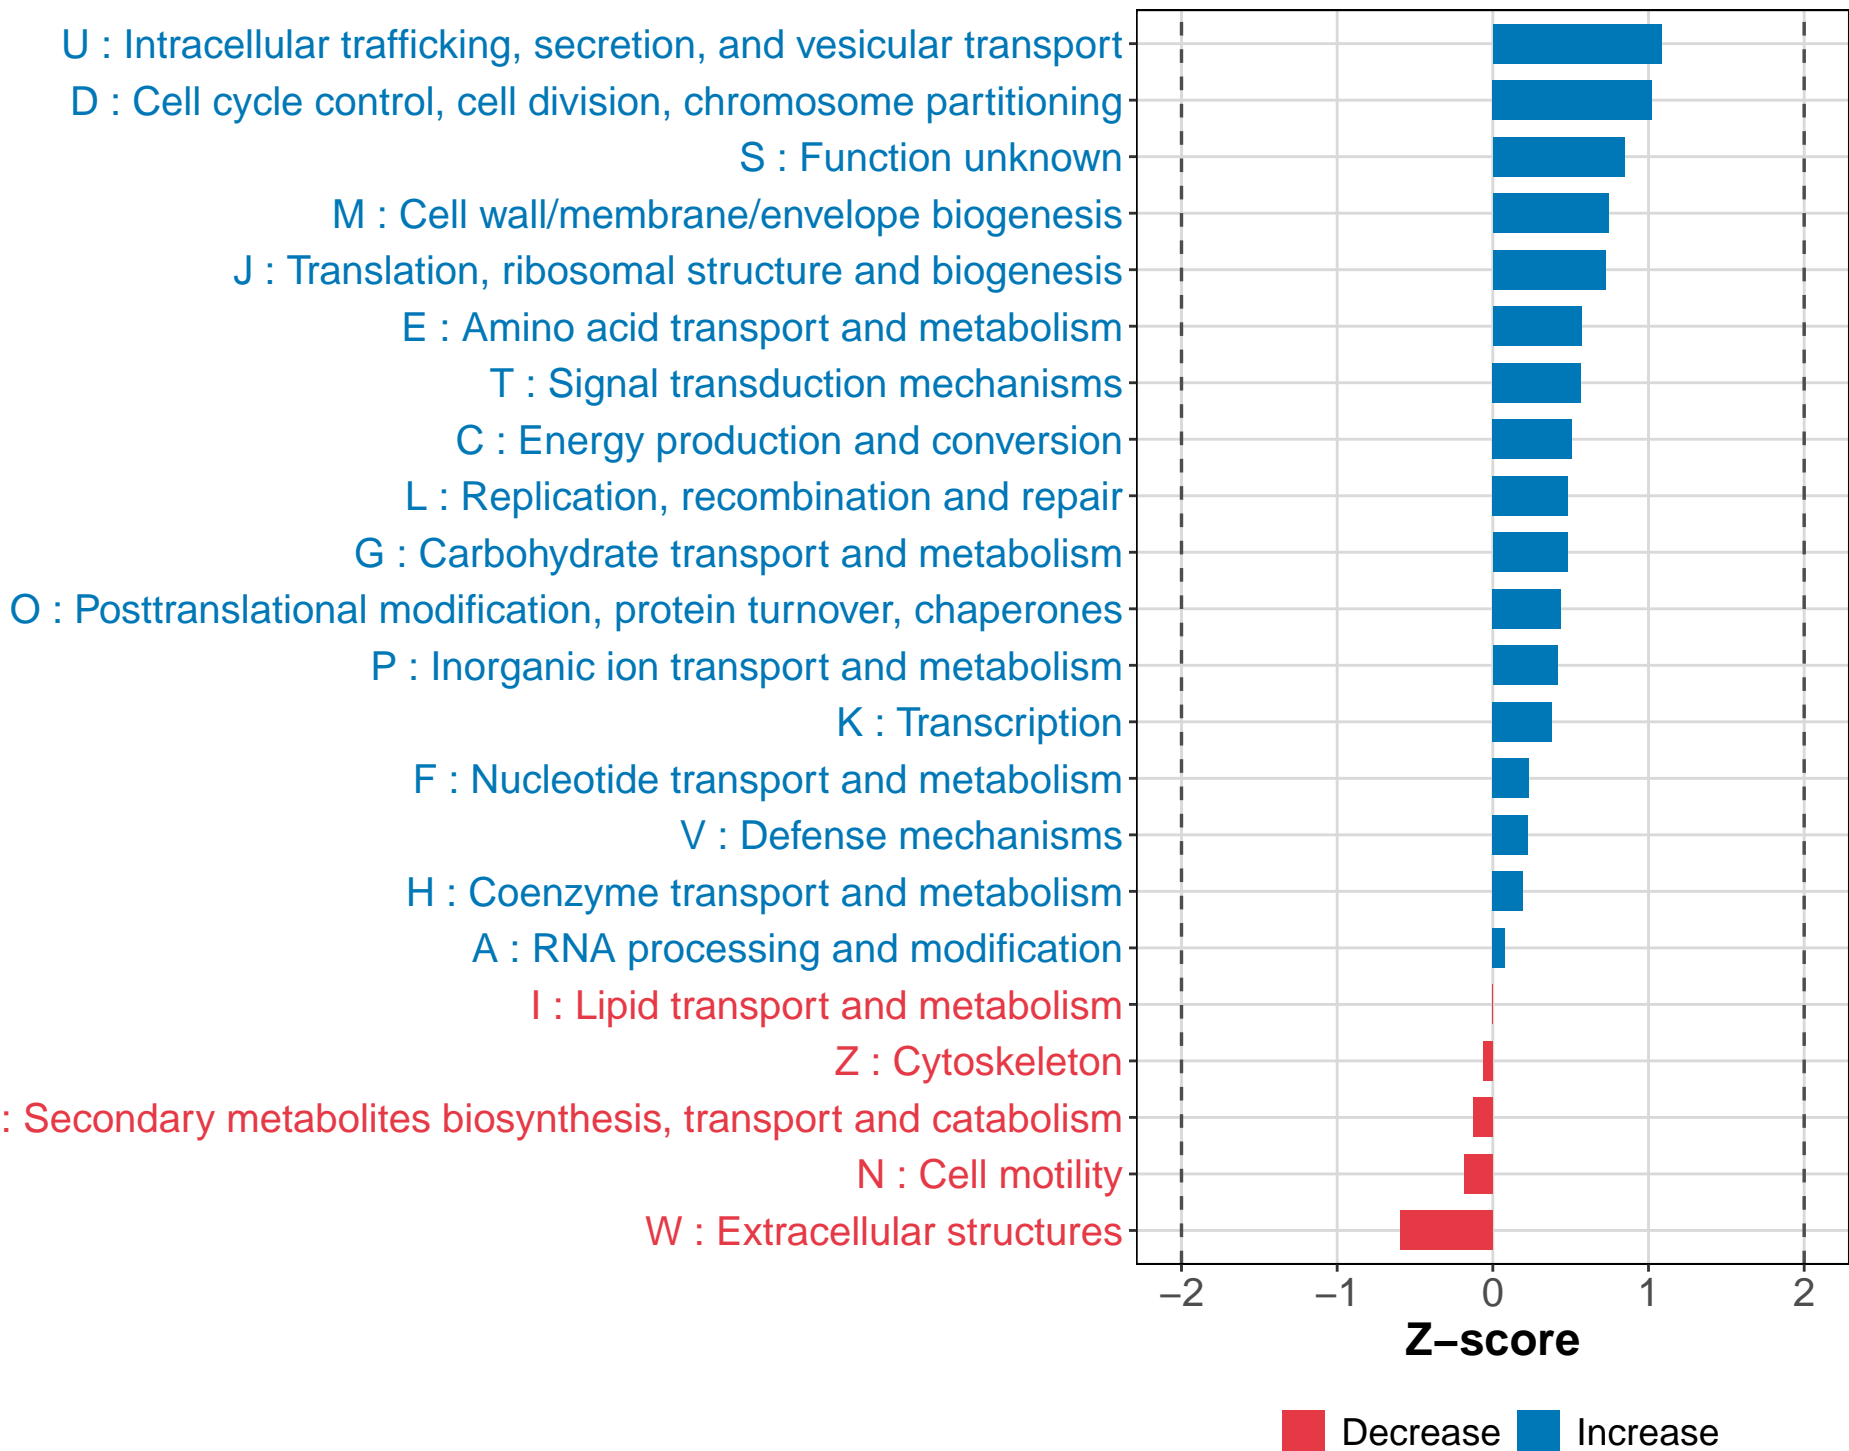 U : Intracellular trafficking, secretion, and vesicular transport
D : Cell cycle control, cell division, chromosome partitioning
S : Function unknown
M : Cell wall/membrane/envelope biogenesis
J : Translation, ribosomal structure and biogenesis
E : Amino acid transport and metabolism
T : Signal transduction mechanisms
C : Energy production and conversion
L : Replication, recombination and repair
G : Carbohydrate transport and metabolism
O : Posttranslational modification, protein turnover, chaperones
P : Inorganic ion transport and metabolism
K : Transcription
F : Nucleotide transport and metabolism
V : Defense mechanisms
H : Coenzyme transport and metabolism
A : RNA processing and modification
I : Lipid transport and metabolism
Z : Cytoskeleton
: Secondary metabolites biosynthesis, transport and catabolism
N : Cell motility
W : Extracellular structures
−2 −1 0 1 2
Z−score
Decrease Increase